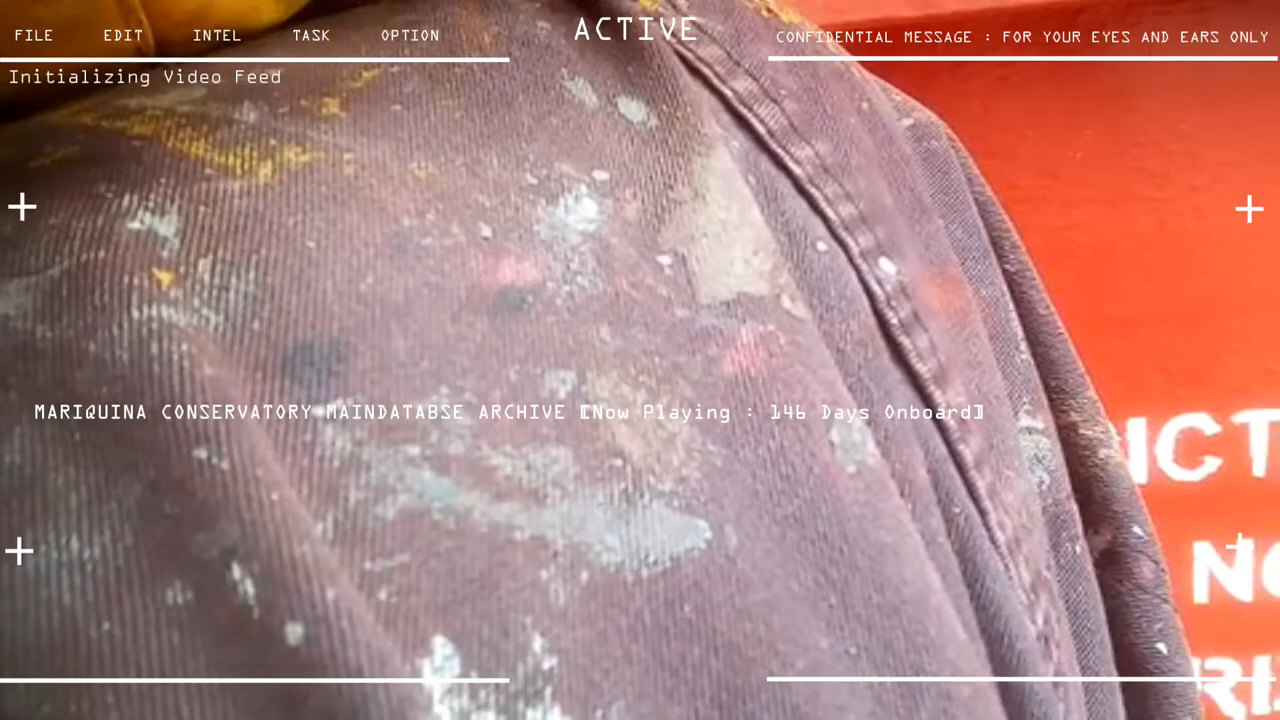 FILE EDIT INTEL TASK OPTION
ACTIVE
CONFIDENTIAL MESSAGE : FOR YOUR EYES AND EARS ONLY
Initializing Video Feed
MARIQUINA CONSERVATORY MAINDATABSE ARCHIVE [Now Playing : 146 Days Onboard]